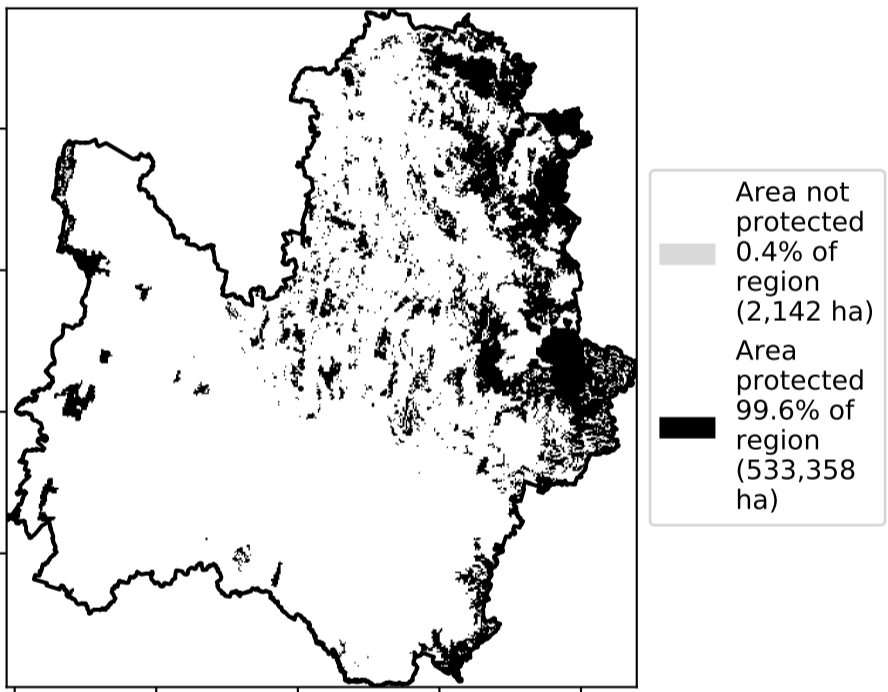 Area not
protected
0.4% of
region
(2,142 ha)
Area
protected
99.6% of
region
(533,358
ha)